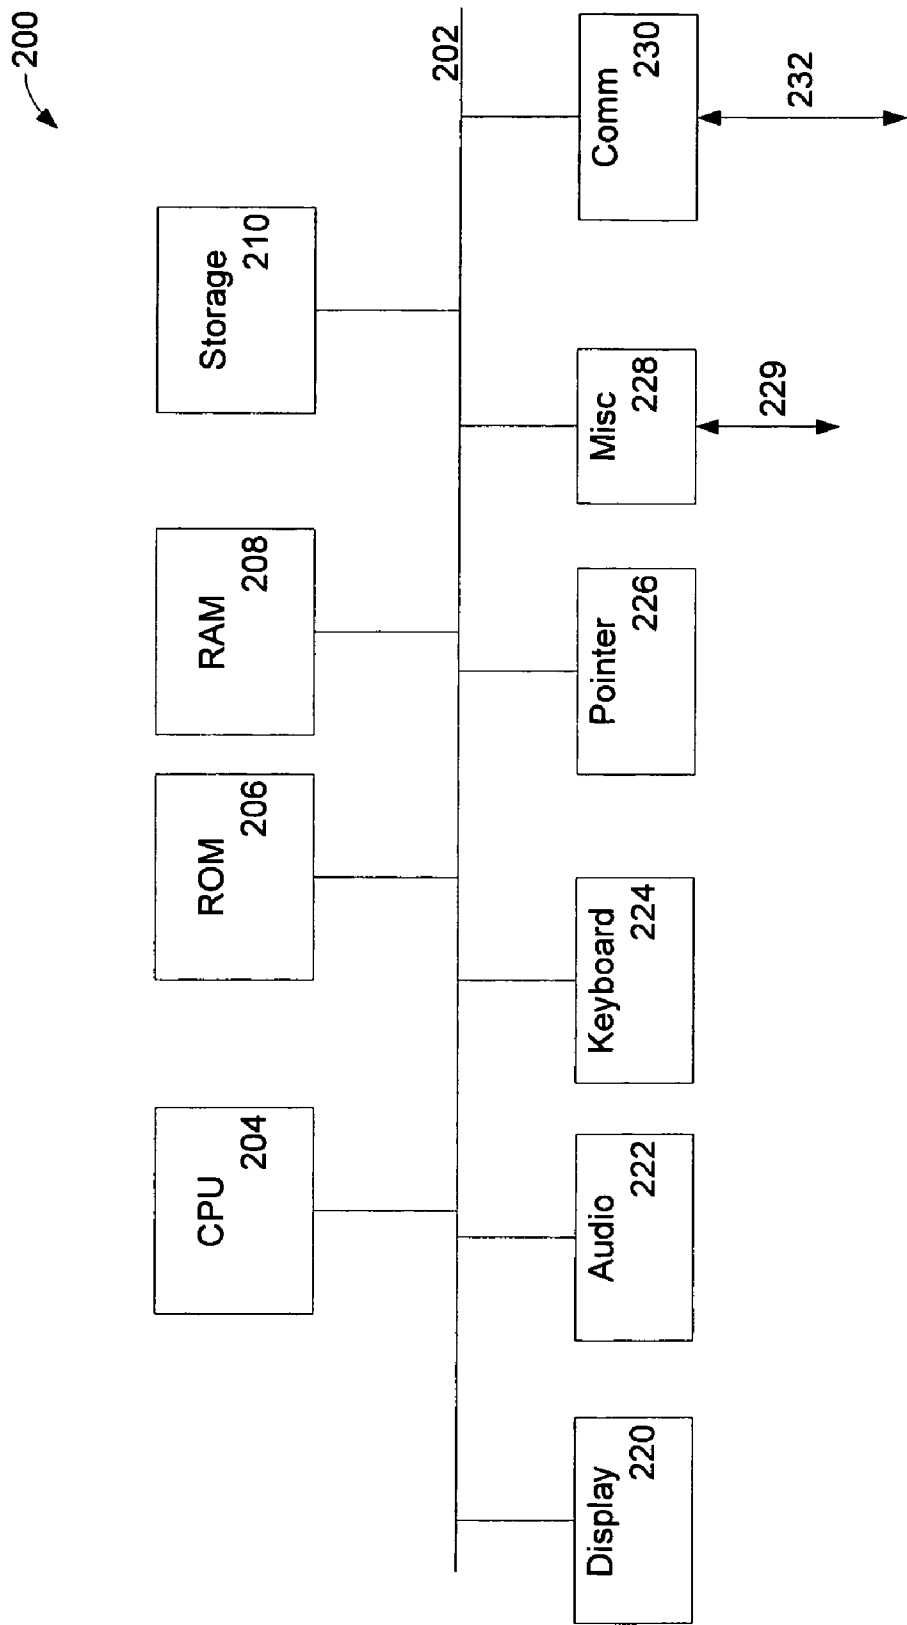 200
CPU
204
ROM
206
RAM
208
Storage
210
202
Display
220
Audio
222
Keyboard
224
Pointer
226
Misc
228
Comm
230
229
232